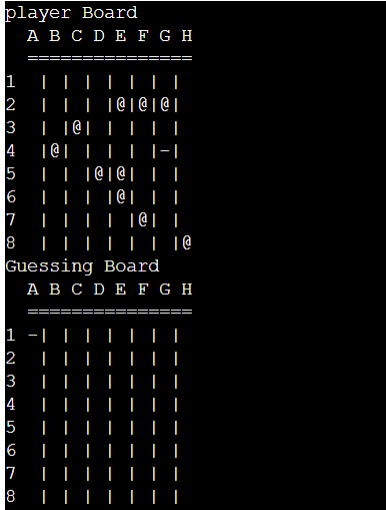 player Board
  A B C D E F G H
  ===============
1  | | | | | | |
2  | | | |@|@|@|
3  | |@| | | | |
4  |@| | | | |-|
5  | | |@|@| | |
6  | | | |@| | |
7  | | | | |@| |
8  | | | | | | |@
Guessing Board
  A B C D E F G H
  ===============
1 -| | | | | | |
2  | | | | | | |
3  | | | | | | |
4  | | | | | | |
5  | | | | | | |
6  | | | | | | |
7  | | | | | | |
8  | | | | | | |